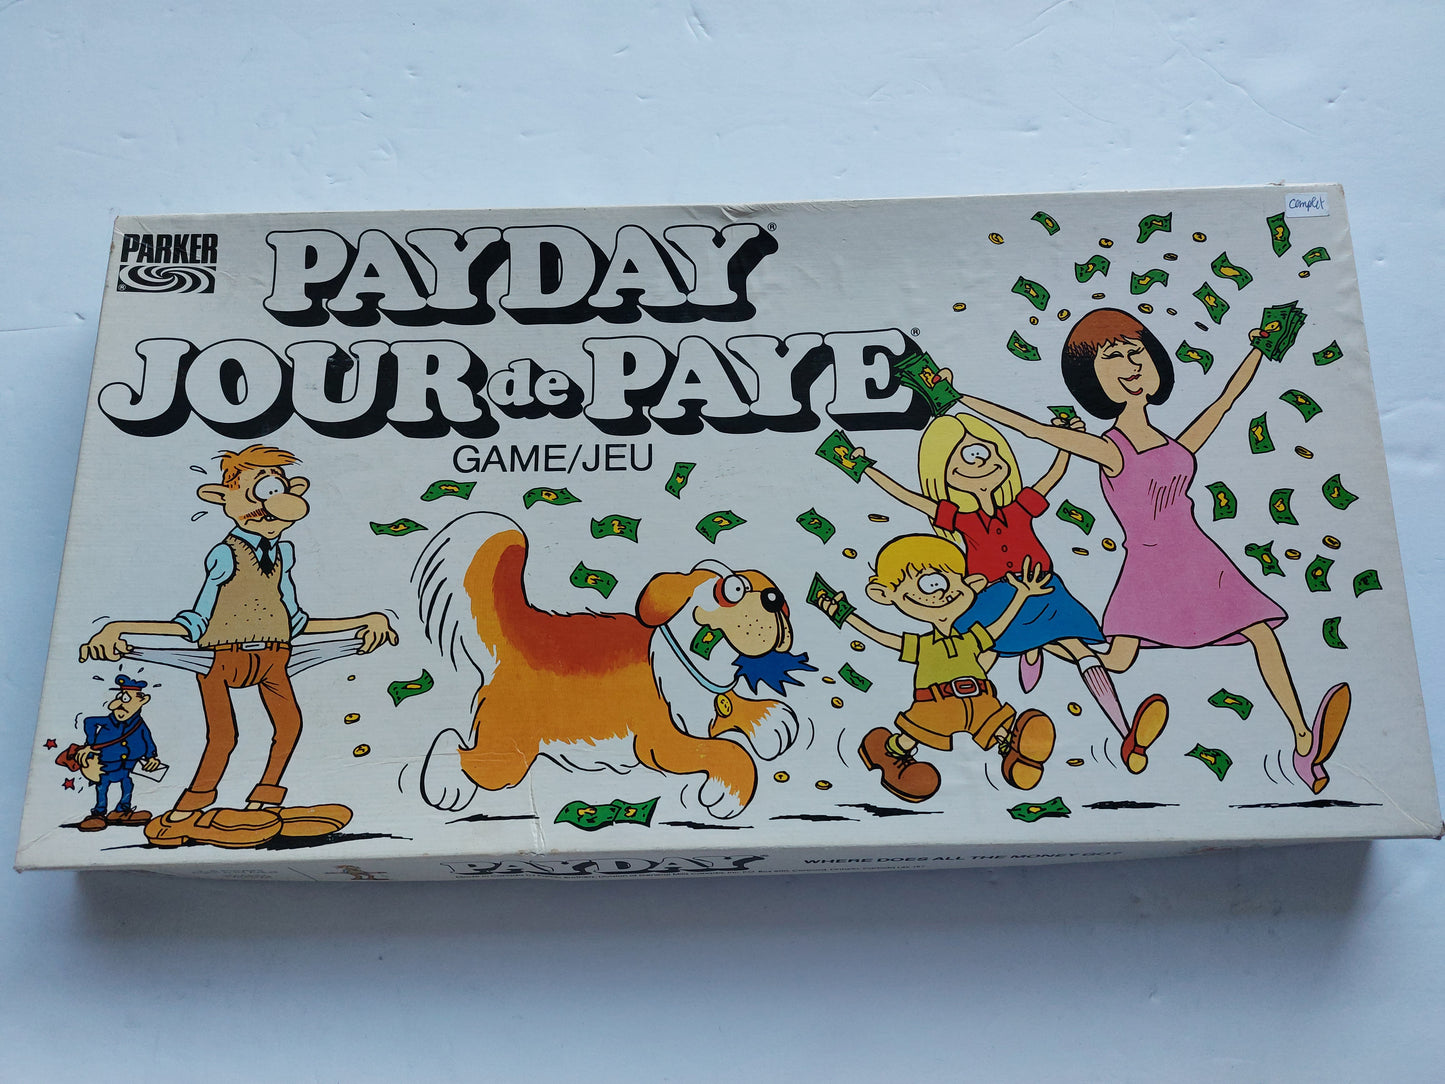 PARKER
PAYDAY®
JOUR de PAYE®
GAME/JEU
complet
PAYDAY®
WHERE DOES ALL THE MONEY GO?